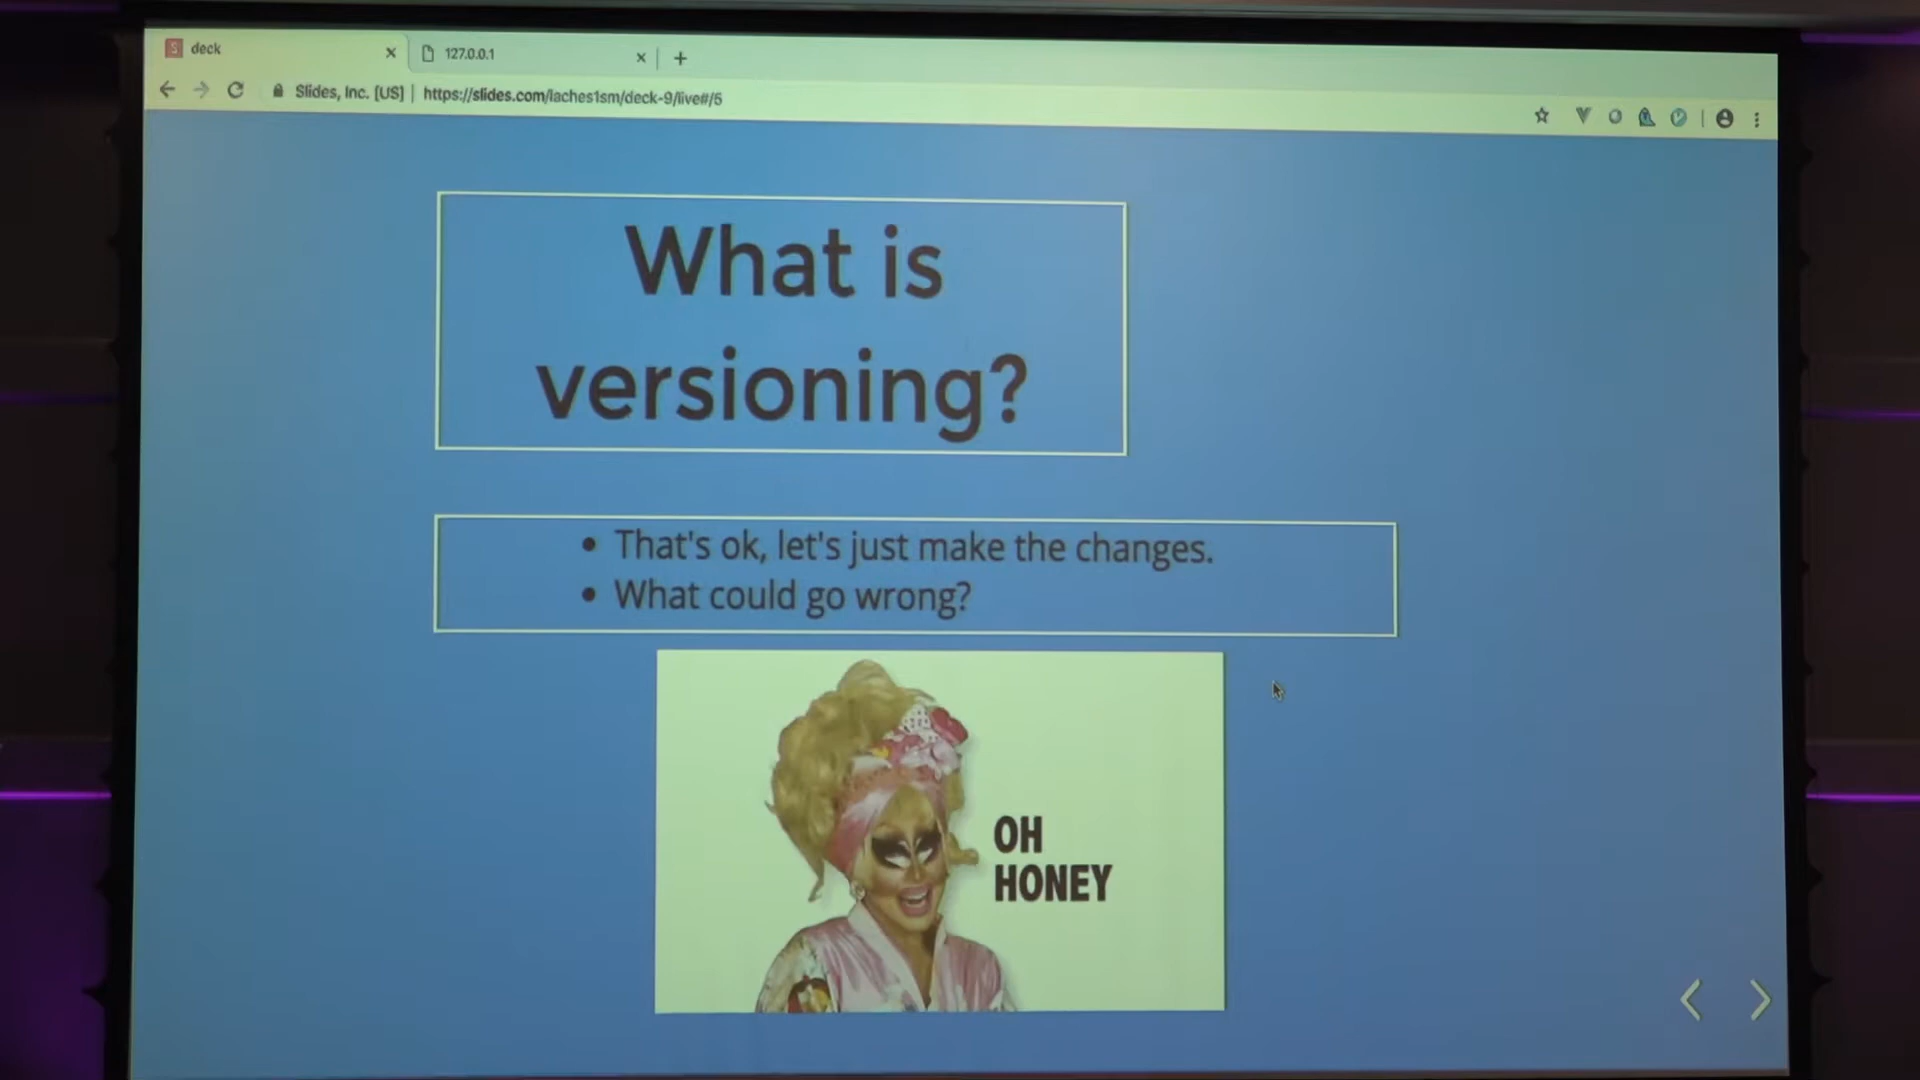 deck
127.0.0.1
Slides, Inc. [US] | https://slides.com/laches1sm/deck-9/live#/5
What is
versioning?
• That's ok, let's just make the changes.
• What could go wrong?
OH
HONEY